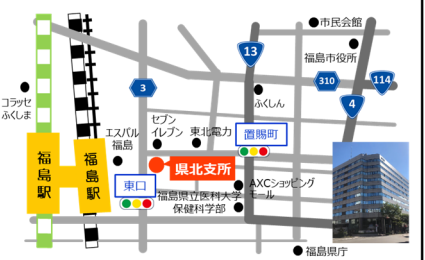 市民会館
13
福島市役所
3
310
114
コラッセ
ふくしま
ふくしん
4
セブン
イレブン
エスパル
福島
東北電力
置賜町
福島駅
福島駅
県北支所
東口
福島県立医科大学
保健科学部
AXCショッピング
モール
福島県庁